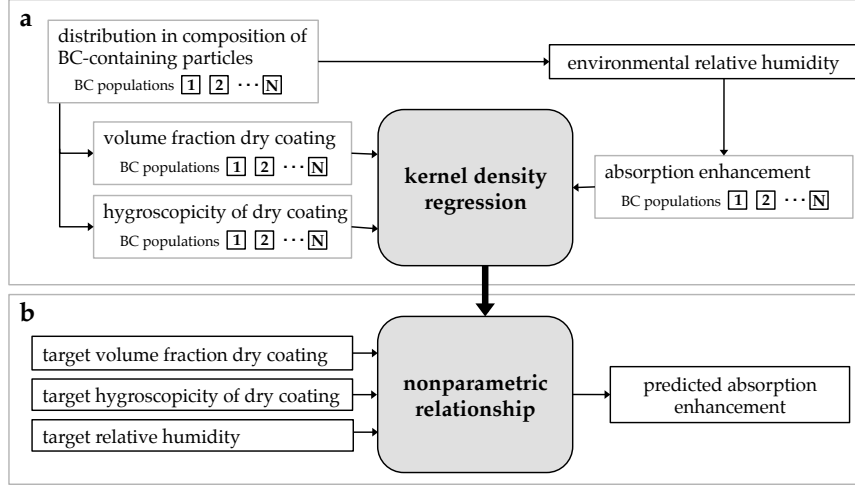 a
distribution in composition of
BC-containing particles
BC populations 1 2 ··· N
environmental relative humidity
volume fraction dry coating
BC populations 1 2 ··· N
hygroscopicity of dry coating
BC populations 1 2 ··· N
kernel density
regression
absorption enhancement
BC populations 1 2 ··· N
b
target volume fraction dry coating
target hygroscopicity of dry coating
target relative humidity
nonparametric
relationship
predicted absorption
enhancement